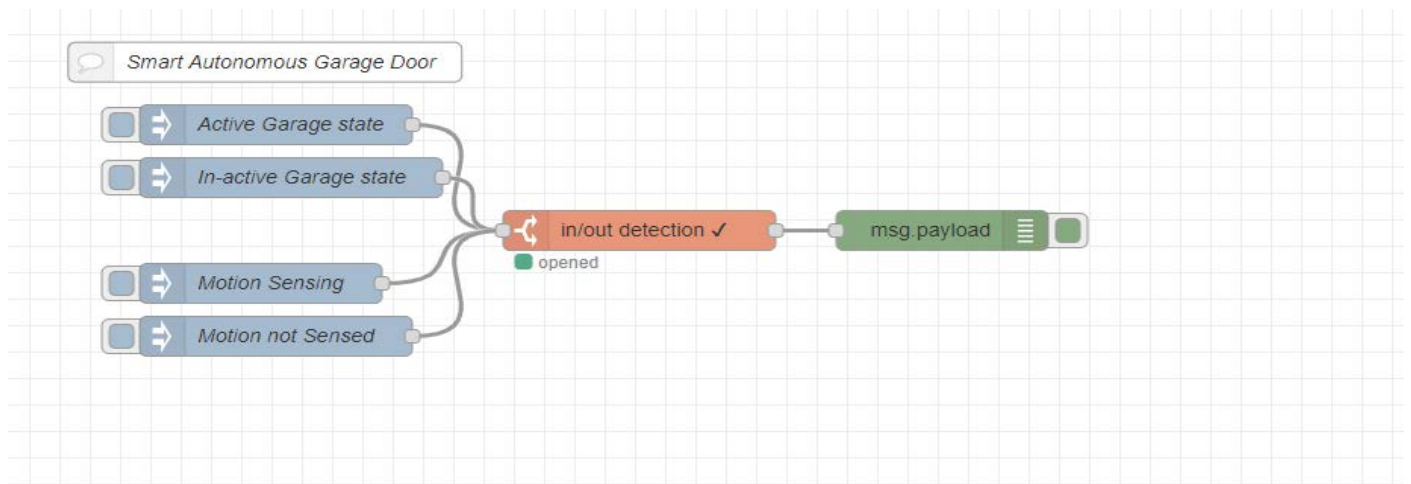 Smart Autonomous Garage Door
Active Garage state
In-active Garage state
in/out detection ✓
msg.payload
opened
Motion Sensing
Motion not Sensed